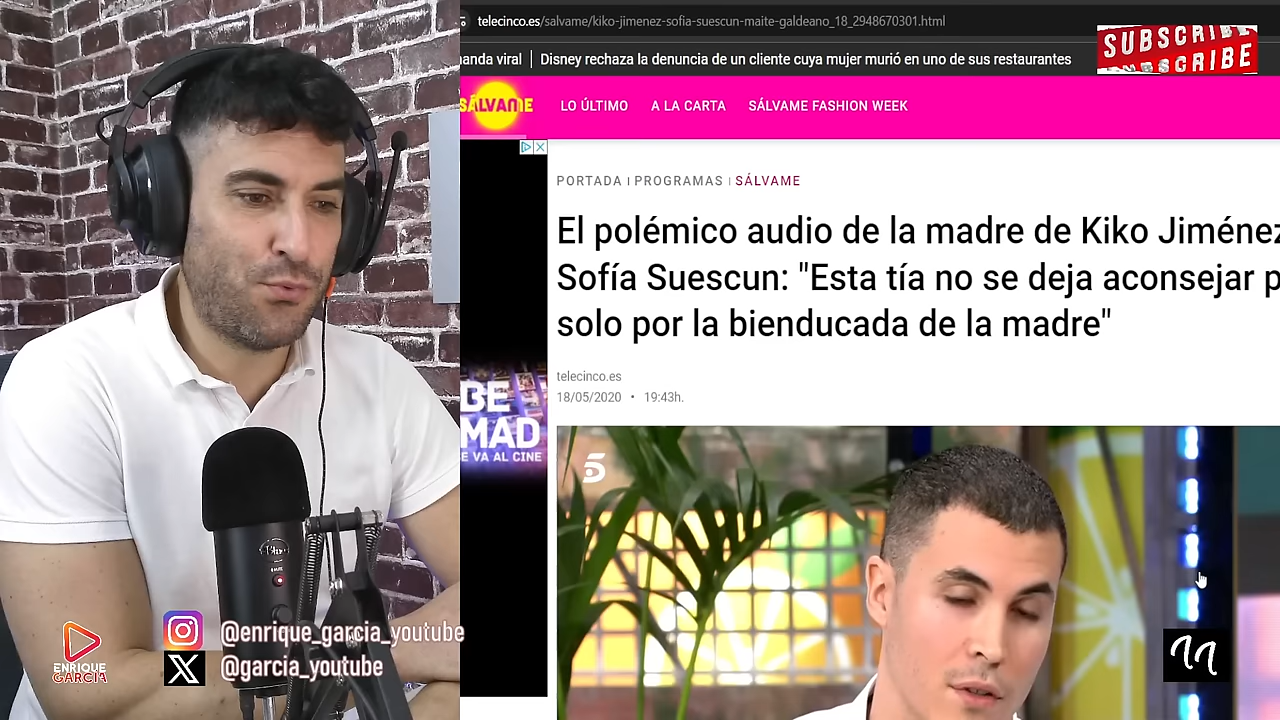 telecinco.es/salvame/kiko-jimenez-sofia-suescun-maite-galdeano_18_2948670301.html
SUBSCRIBE
SCRIBE
anda viral | Disney rechaza la denuncia de un cliente cuya mujer murió en uno de sus restaurantes
SÁLVAME
LO ÚLTIMO
A LA CARTA
SÁLVAME FASHION WEEK
PORTADA | PROGRAMAS | SÁLVAME
El polémico audio de la madre de Kiko Jiménez
Sofía Suescun: "Esta tía no se deja aconsejar p
solo por la bienducada de la madre"
telecinco.es
18/05/2020 • 19:43h.
BE
MAD
E VA AL CINE
5
Blue
@enrique_garcia_youtube
@garcia_youtube
ENRIQUE
GARCIA